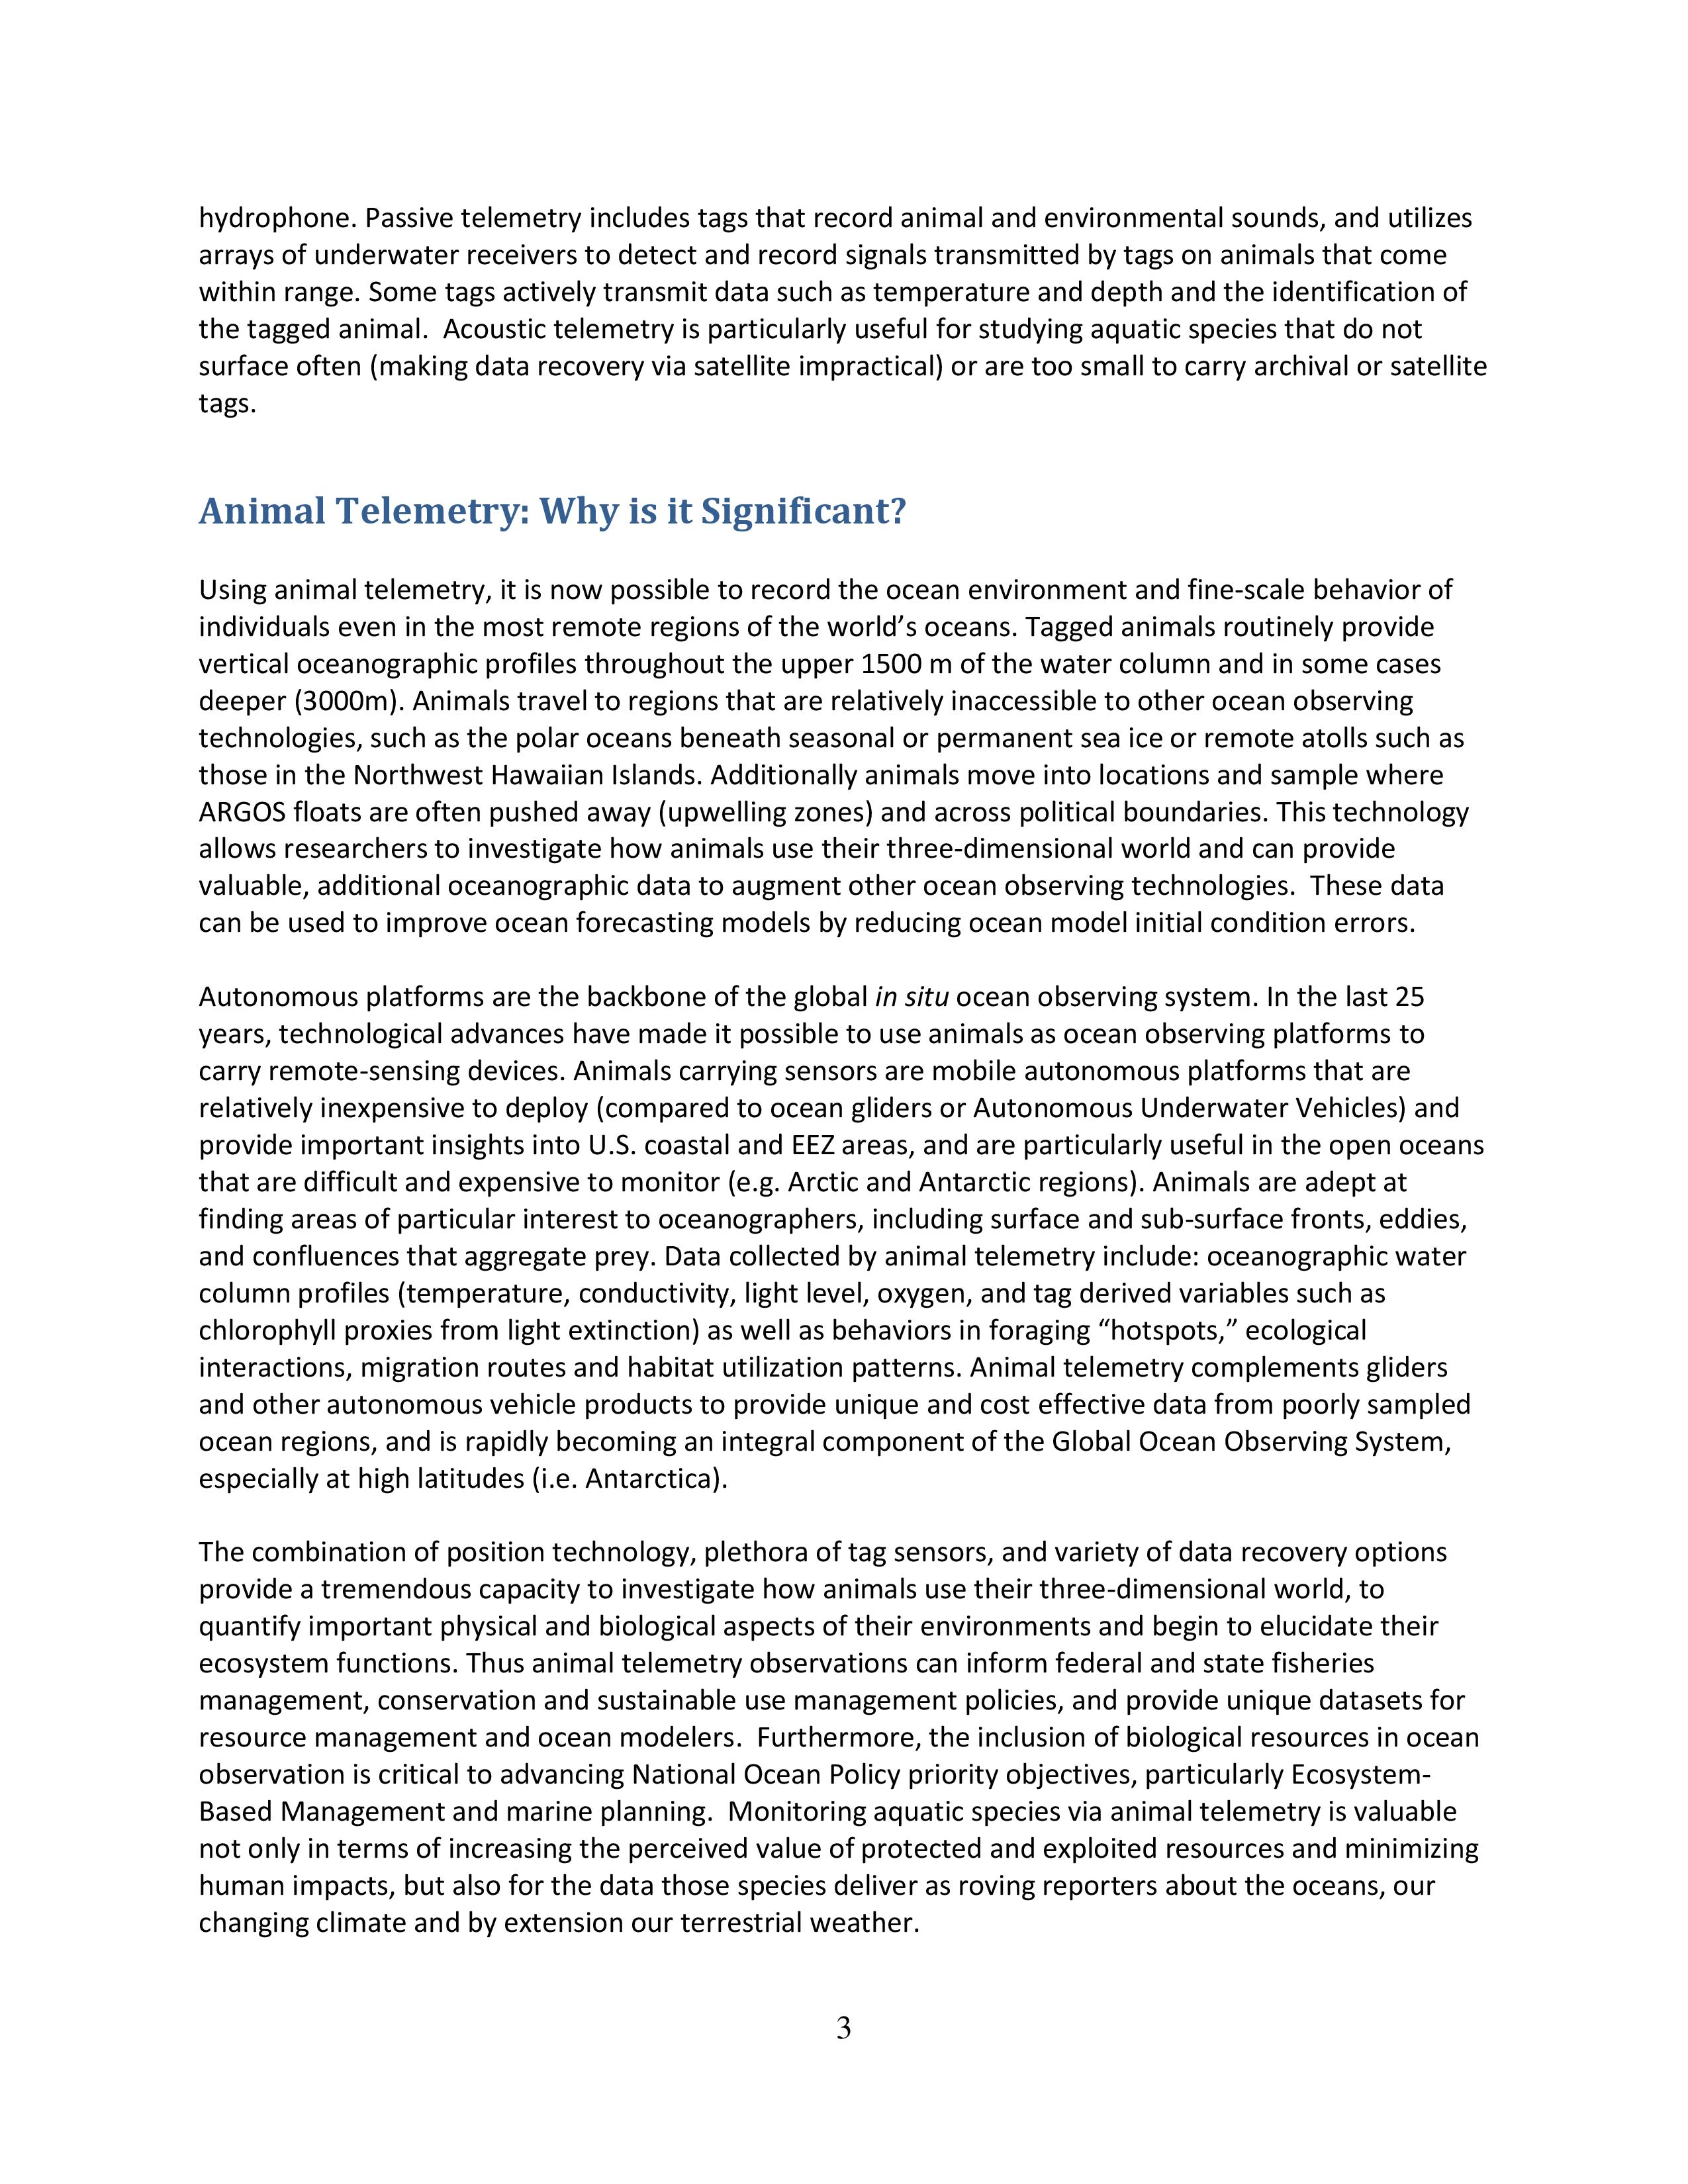 hydrophone. Passive telemetry includes tags that record animal and environmental sounds, and utilizes
arrays of underwater receivers to detect and record signals transmitted by tags on animals that come
within range. Some tags actively transmit data such as temperature and depth and the identification of
the tagged animal.  Acoustic telemetry is particularly useful for studying aquatic species that do not
surface often (making data recovery via satellite impractical) or are too small to carry archival or satellite
tags.
Animal Telemetry: Why is it Significant?
Using animal telemetry, it is now possible to record the ocean environment and fine-scale behavior of
individuals even in the most remote regions of the world’s oceans. Tagged animals routinely provide
vertical oceanographic profiles throughout the upper 1500 m of the water column and in some cases
deeper (3000m). Animals travel to regions that are relatively inaccessible to other ocean observing
technologies, such as the polar oceans beneath seasonal or permanent sea ice or remote atolls such as
those in the Northwest Hawaiian Islands. Additionally animals move into locations and sample where
ARGOS floats are often pushed away (upwelling zones) and across political boundaries. This technology
allows researchers to investigate how animals use their three-dimensional world and can provide
valuable, additional oceanographic data to augment other ocean observing technologies.  These data
can be used to improve ocean forecasting models by reducing ocean model initial condition errors.
Autonomous platforms are the backbone of the global in situ ocean observing system. In the last 25
years, technological advances have made it possible to use animals as ocean observing platforms to
carry remote-sensing devices. Animals carrying sensors are mobile autonomous platforms that are
relatively inexpensive to deploy (compared to ocean gliders or Autonomous Underwater Vehicles) and
provide important insights into U.S. coastal and EEZ areas, and are particularly useful in the open oceans
that are difficult and expensive to monitor (e.g. Arctic and Antarctic regions). Animals are adept at
finding areas of particular interest to oceanographers, including surface and sub-surface fronts, eddies,
and confluences that aggregate prey. Data collected by animal telemetry include: oceanographic water
column profiles (temperature, conductivity, light level, oxygen, and tag derived variables such as
chlorophyll proxies from light extinction) as well as behaviors in foraging “hotspots,” ecological
interactions, migration routes and habitat utilization patterns. Animal telemetry complements gliders
and other autonomous vehicle products to provide unique and cost effective data from poorly sampled
ocean regions, and is rapidly becoming an integral component of the Global Ocean Observing System,
especially at high latitudes (i.e. Antarctica).
The combination of position technology, plethora of tag sensors, and variety of data recovery options
provide a tremendous capacity to investigate how animals use their three-dimensional world, to
quantify important physical and biological aspects of their environments and begin to elucidate their
ecosystem functions. Thus animal telemetry observations can inform federal and state fisheries
management, conservation and sustainable use management policies, and provide unique datasets for
resource management and ocean modelers.  Furthermore, the inclusion of biological resources in ocean
observation is critical to advancing National Ocean Policy priority objectives, particularly Ecosystem-
Based Management and marine planning.  Monitoring aquatic species via animal telemetry is valuable
not only in terms of increasing the perceived value of protected and exploited resources and minimizing
human impacts, but also for the data those species deliver as roving reporters about the oceans, our
changing climate and by extension our terrestrial weather.
3